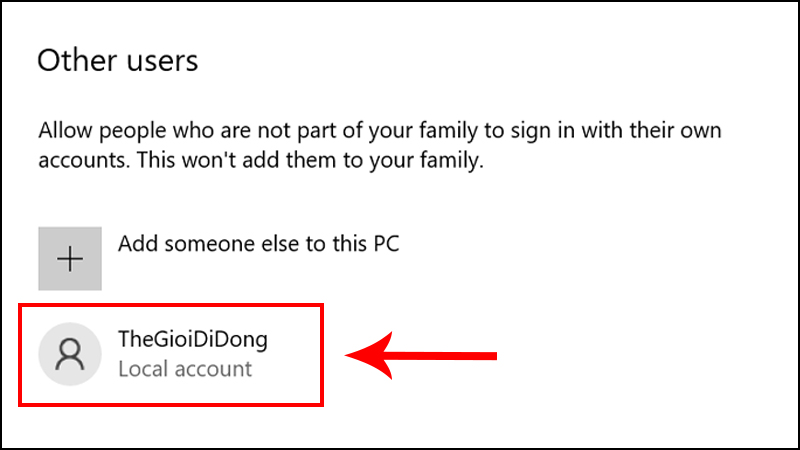 Other users
Allow people who are not part of your family to sign in with their own
accounts. This won't add them to your family.
Add someone else to this PC
TheGioiDiDong
Local account